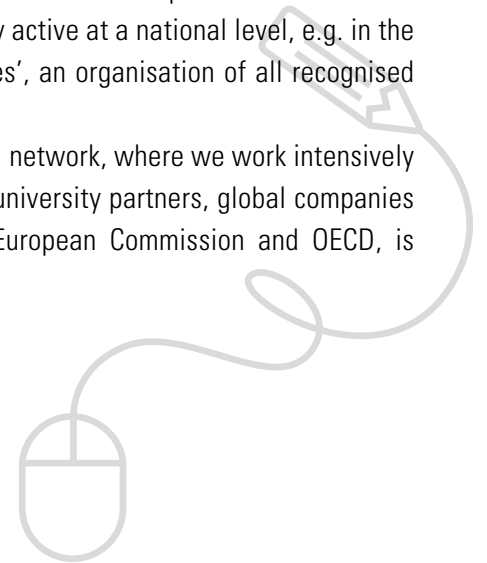 active at a national level, e.g. in the
es’, an organisation of all recognised
network, where we work intensively
university partners, global companies
European Commission and OECD, is